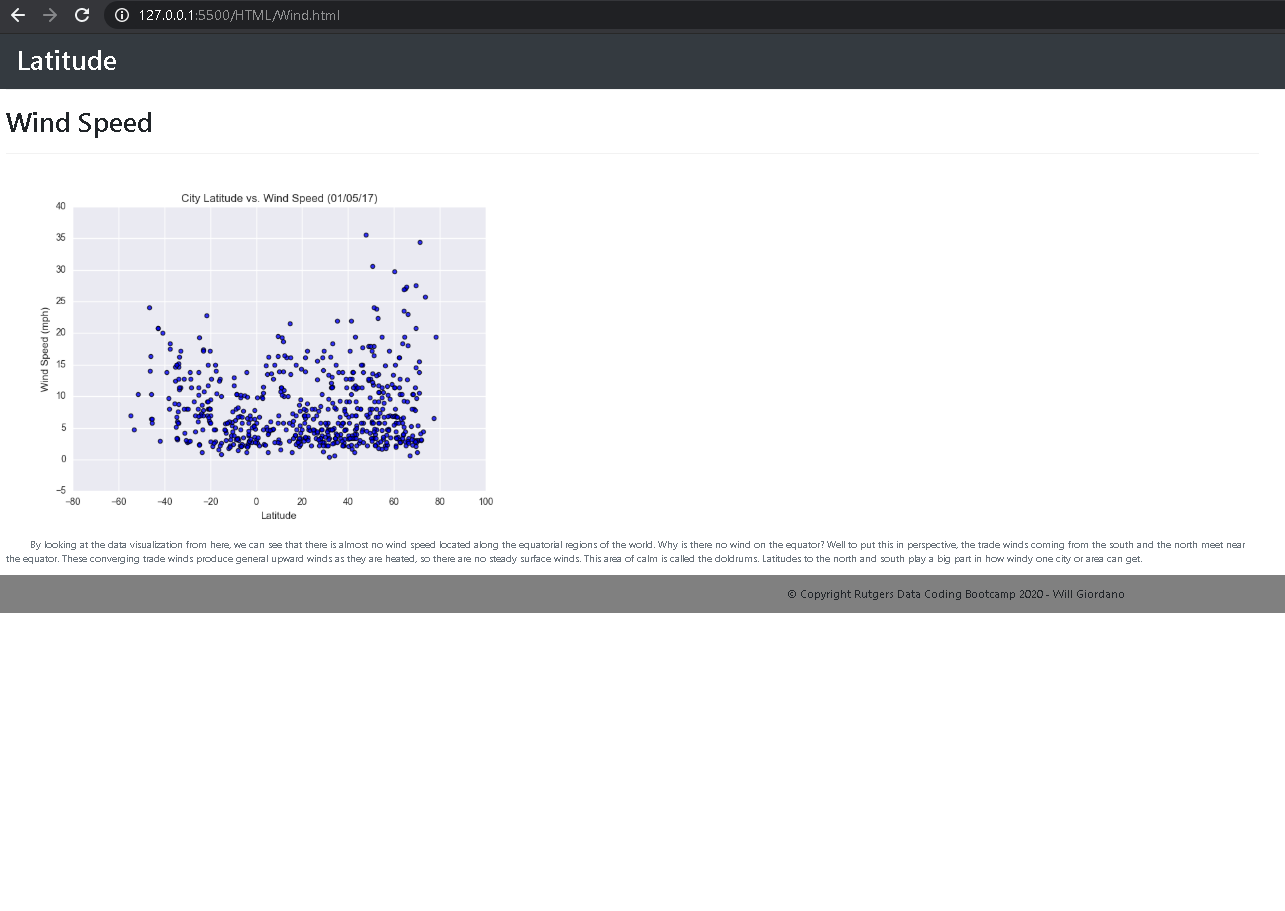 127.0.0.1:5500/HTML/Wind.html
Latitude
Wind Speed
City Latitude vs. Wind Speed (01/05/17)
40
35
30
25
20
15
10
5
0
−5
Wind Speed (mph)
−80 −60 −40 −20 0 20 40 60 80 100
Latitude
By looking at the data visualization from here, we can see that there is almost no wind speed located along the equatorial regions of the world. Why is there no wind on the equator? Well to put this in perspective, the trade winds coming from the south and the north meet near
the equator. These converging trade winds produce general upward winds as they are heated, so there are no steady surface winds. This area of calm is called the doldrums. Latitudes to the north and south play a big part in how windy one city or area can get.
© Copyright Rutgers Data Coding Bootcamp 2020 - Will Giordano